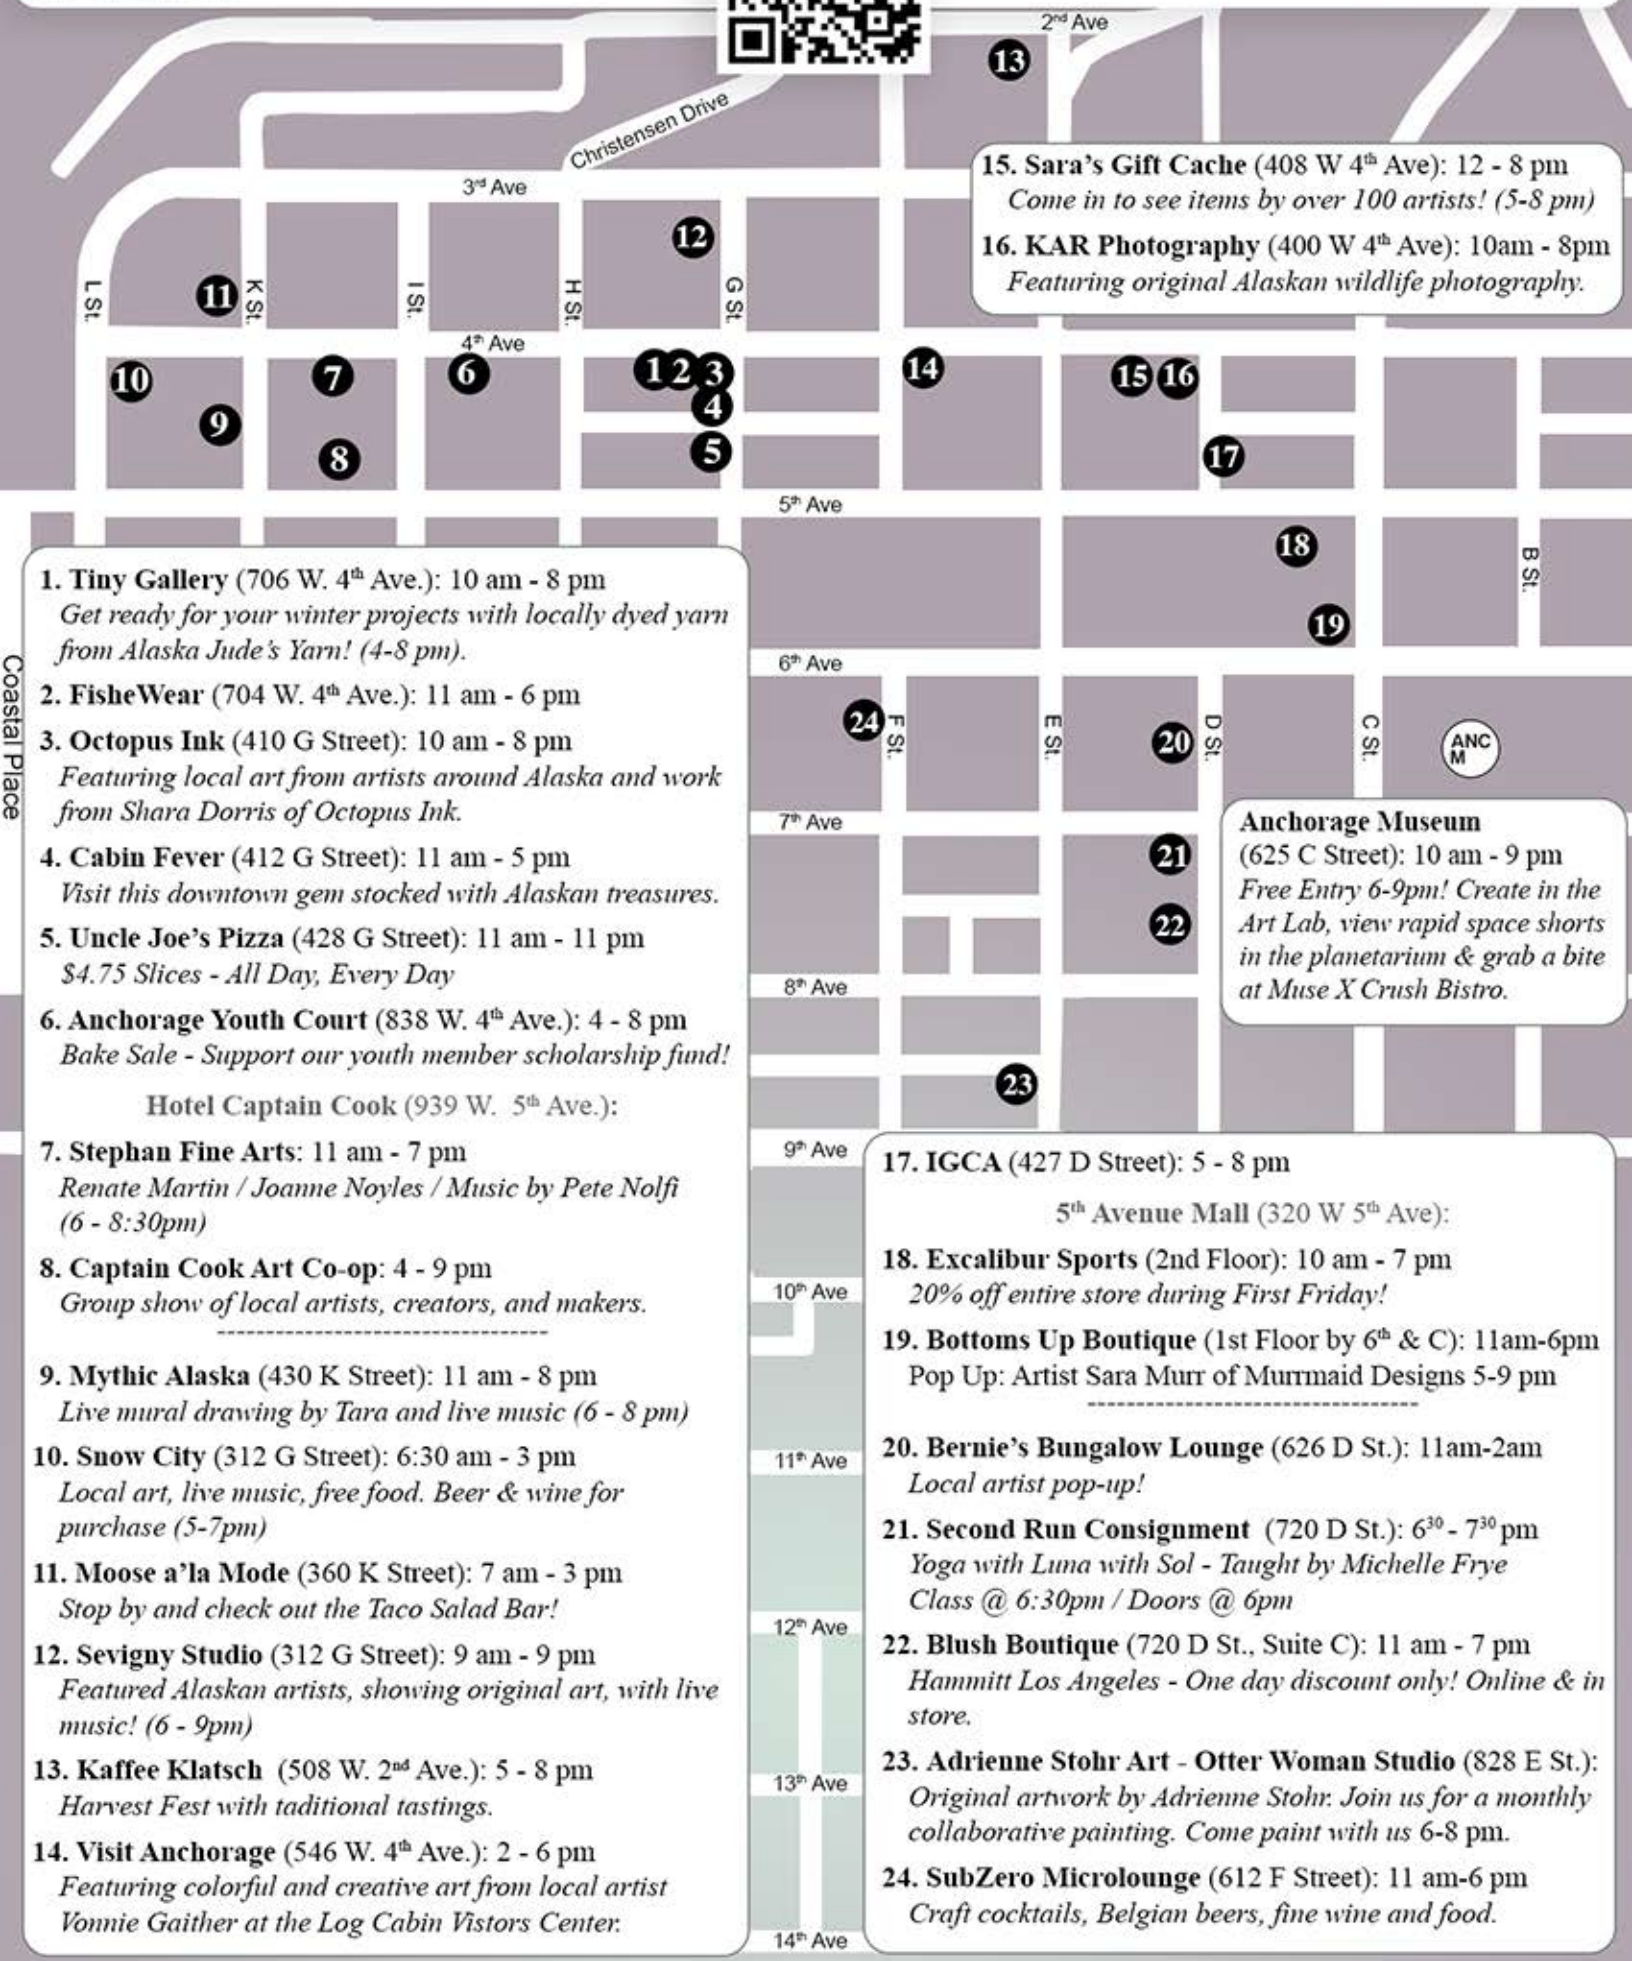 2nd Ave
13
Christensen Drive
15. Sara's Gift Cache (408 W 4th Ave): 12 - 8 pm
Come in to see items by over 100 artists! (5-8 pm)
16. KAR Photography (400 W 4th Ave): 10am - 8pm
Featuring original Alaskan wildlife photography.
3rd Ave
12
11
L St.
K St.
I St.
H St.
G St.
4th Ave
10
7
6
1 2 3
14
15 16
4
9
8
5
17
5th Ave
18
B St.
19
6th Ave
24
F St.
E St.
20
D St.
C St.
ANC
M
7th Ave
21
22
8th Ave
23
9th Ave
10th Ave
11th Ave
12th Ave
13th Ave
14th Ave
Coastal Place
1. Tiny Gallery (706 W. 4th Ave.): 10 am - 8 pm
Get ready for your winter projects with locally dyed yarn
from Alaska Jude's Yarn! (4-8 pm).
2. FisheWear (704 W. 4th Ave.): 11 am - 6 pm
3. Octopus Ink (410 G Street): 10 am - 8 pm
Featuring local art from artists around Alaska and work
from Shara Dorris of Octopus Ink.
4. Cabin Fever (412 G Street): 11 am - 5 pm
Visit this downtown gem stocked with Alaskan treasures.
5. Uncle Joe's Pizza (428 G Street): 11 am - 11 pm
$4.75 Slices - All Day, Every Day
6. Anchorage Youth Court (838 W. 4th Ave.): 4 - 8 pm
Bake Sale - Support our youth member scholarship fund!
Hotel Captain Cook (939 W. 5th Ave.):
7. Stephan Fine Arts: 11 am - 7 pm
Renate Martin / Joanne Noyles / Music by Pete Nolfi
(6 - 8:30pm)
8. Captain Cook Art Co-op: 4 - 9 pm
Group show of local artists, creators, and makers.
----------------------------------
9. Mythic Alaska (430 K Street): 11 am - 8 pm
Live mural drawing by Tara and live music (6 - 8 pm)
10. Snow City (312 G Street): 6:30 am - 3 pm
Local art, live music, free food. Beer & wine for
purchase (5-7pm)
11. Moose a'la Mode (360 K Street): 7 am - 3 pm
Stop by and check out the Taco Salad Bar!
12. Sevigny Studio (312 G Street): 9 am - 9 pm
Featured Alaskan artists, showing original art, with live
music! (6 - 9pm)
13. Kaffee Klatsch (508 W. 2nd Ave.): 5 - 8 pm
Harvest Fest with taditional tastings.
14. Visit Anchorage (546 W. 4th Ave.): 2 - 6 pm
Featuring colorful and creative art from local artist
Vonnie Gaither at the Log Cabin Vistors Center.
Anchorage Museum
(625 C Street): 10 am - 9 pm
Free Entry 6-9pm! Create in the
Art Lab, view rapid space shorts
in the planetarium & grab a bite
at Muse X Crush Bistro.
17. IGCA (427 D Street): 5 - 8 pm
5th Avenue Mall (320 W 5th Ave):
18. Excalibur Sports (2nd Floor): 10 am - 7 pm
20% off entire store during First Friday!
19. Bottoms Up Boutique (1st Floor by 6th & C): 11am-6pm
Pop Up: Artist Sara Murr of Murrmaid Designs 5-9 pm
----------------------------------
20. Bernie's Bungalow Lounge (626 D St.): 11am-2am
Local artist pop-up!
21. Second Run Consignment (720 D St.): 6³⁰ - 7³⁰ pm
Yoga with Luna with Sol - Taught by Michelle Frye
Class @ 6:30pm / Doors @ 6pm
22. Blush Boutique (720 D St., Suite C): 11 am - 7 pm
Hammitt Los Angeles - One day discount only! Online & in
store.
23. Adrienne Stohr Art - Otter Woman Studio (828 E St.):
Original artwork by Adrienne Stohr. Join us for a monthly
collaborative painting. Come paint with us 6-8 pm.
24. SubZero Microlounge (612 F Street): 11 am-6 pm
Craft cocktails, Belgian beers, fine wine and food.